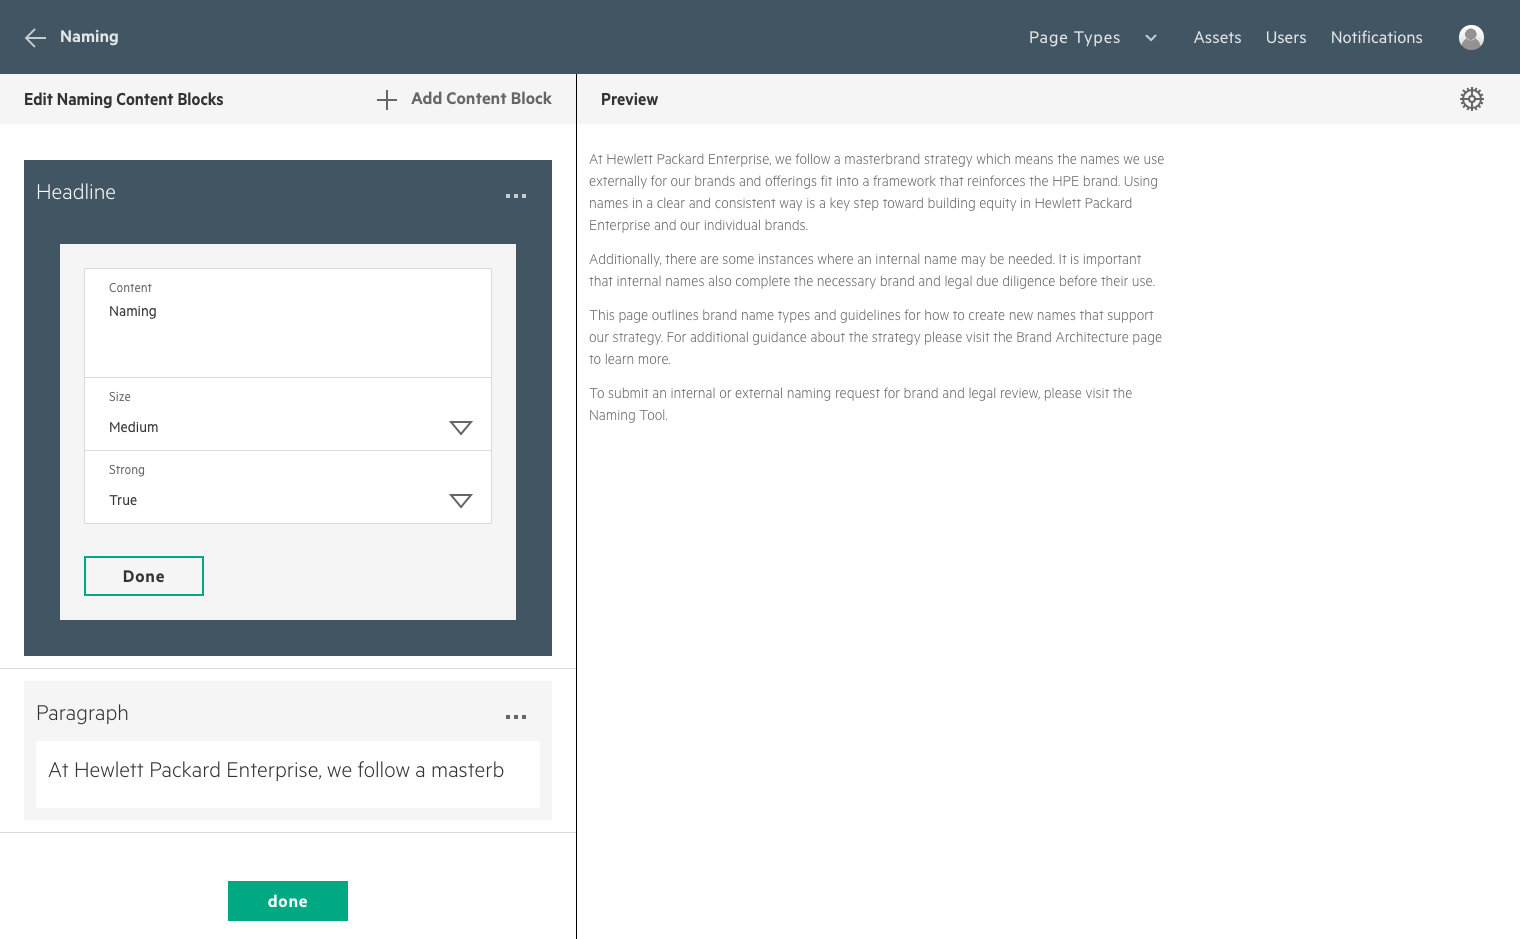 Naming
Page Types
Assets
Users
Notifications
Edit Naming Content Blocks
Add Content Block
Preview
Headline
Content
Naming
Size
Medium
Strong
True
Done
Paragraph
At Hewlett Packard Enterprise, we follow a masterb
done
At Hewlett Packard Enterprise, we follow a masterbrand strategy which means the names we use
externally for our brands and offerings fit into a framework that reinforces the HPE brand. Using
names in a clear and consistent way is a key step toward building equity in Hewlett Packard
Enterprise and our individual brands.
Additionally, there are some instances where an internal name may be needed. It is important
that internal names also complete the necessary brand and legal due diligence before their use.
This page outlines brand name types and guidelines for how to create new names that support
our strategy. For additional guidance about the strategy please visit the Brand Architecture page
to learn more.
To submit an internal or external naming request for brand and legal review, please visit the
Naming Tool.